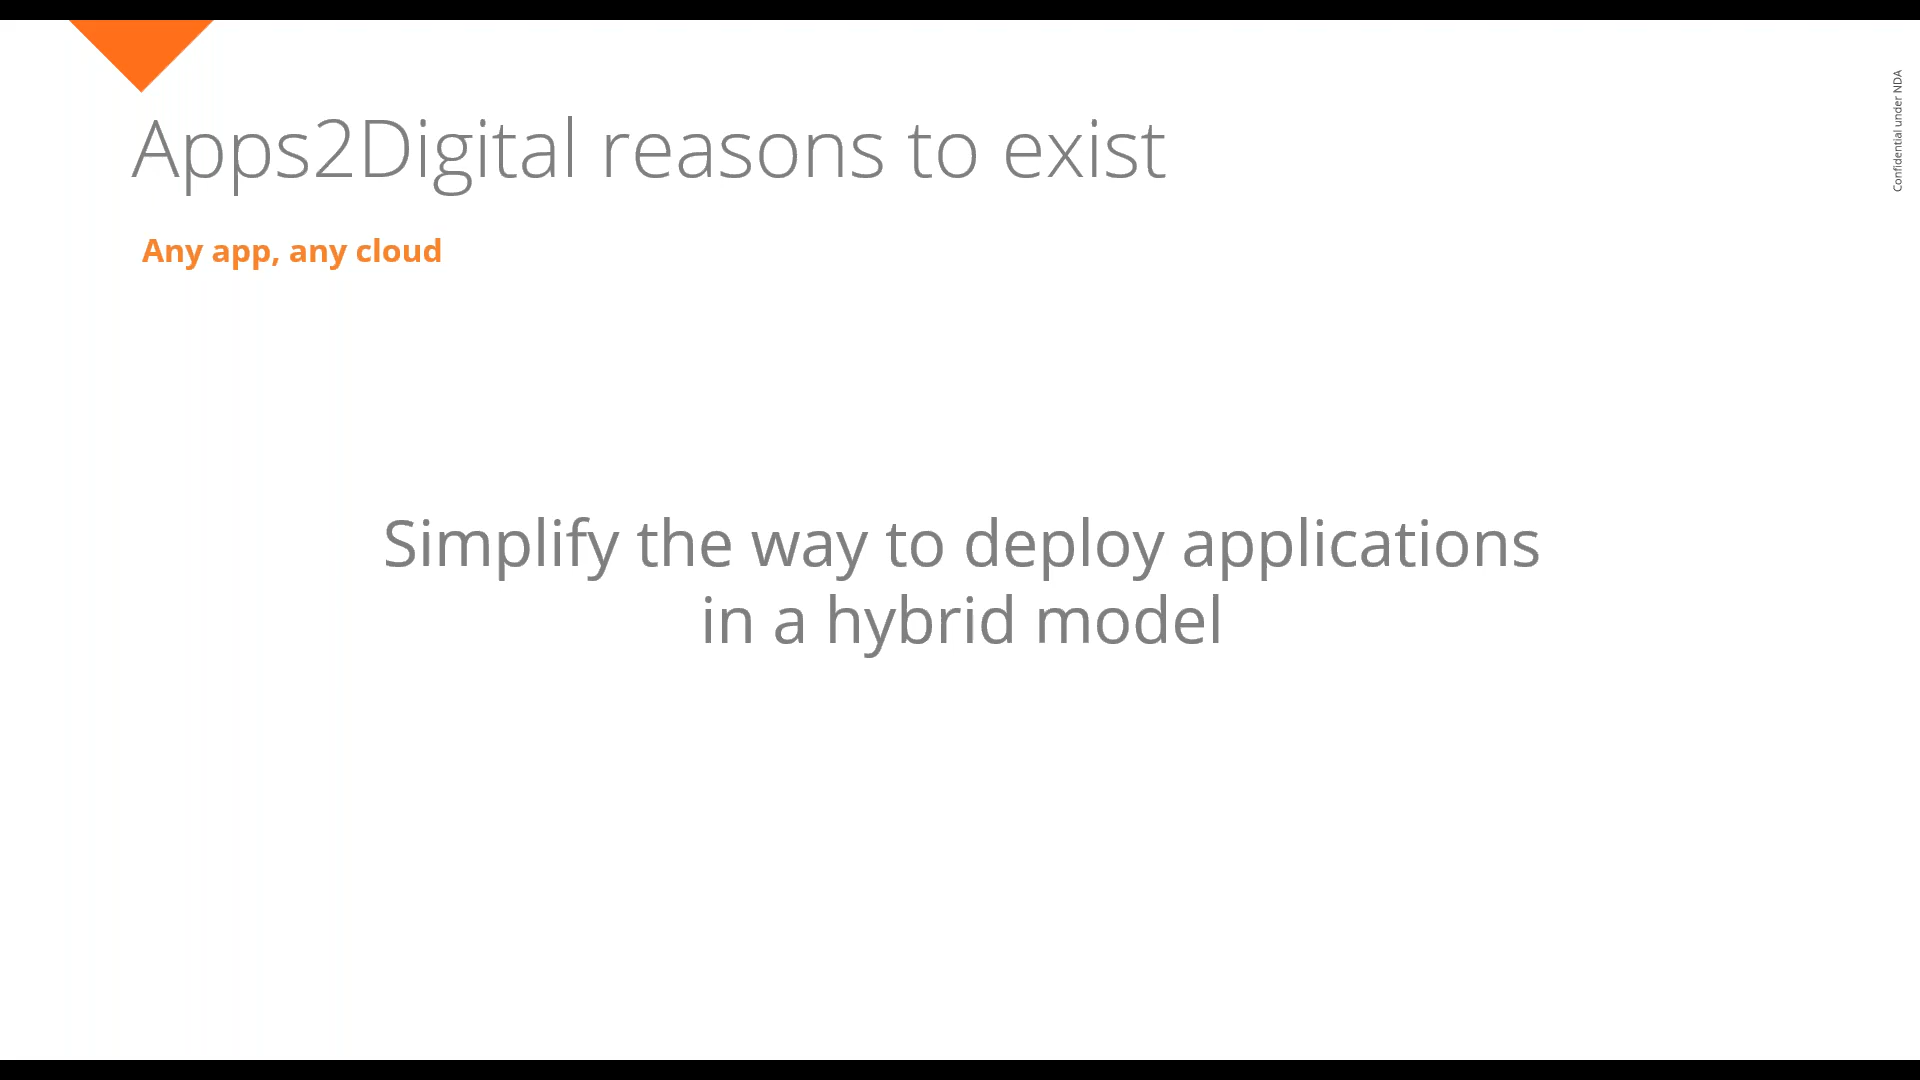 Apps2Digital reasons to exist
Any app, any cloud
Simplify the way to deploy applications
in a hybrid model
Confidential under NDA